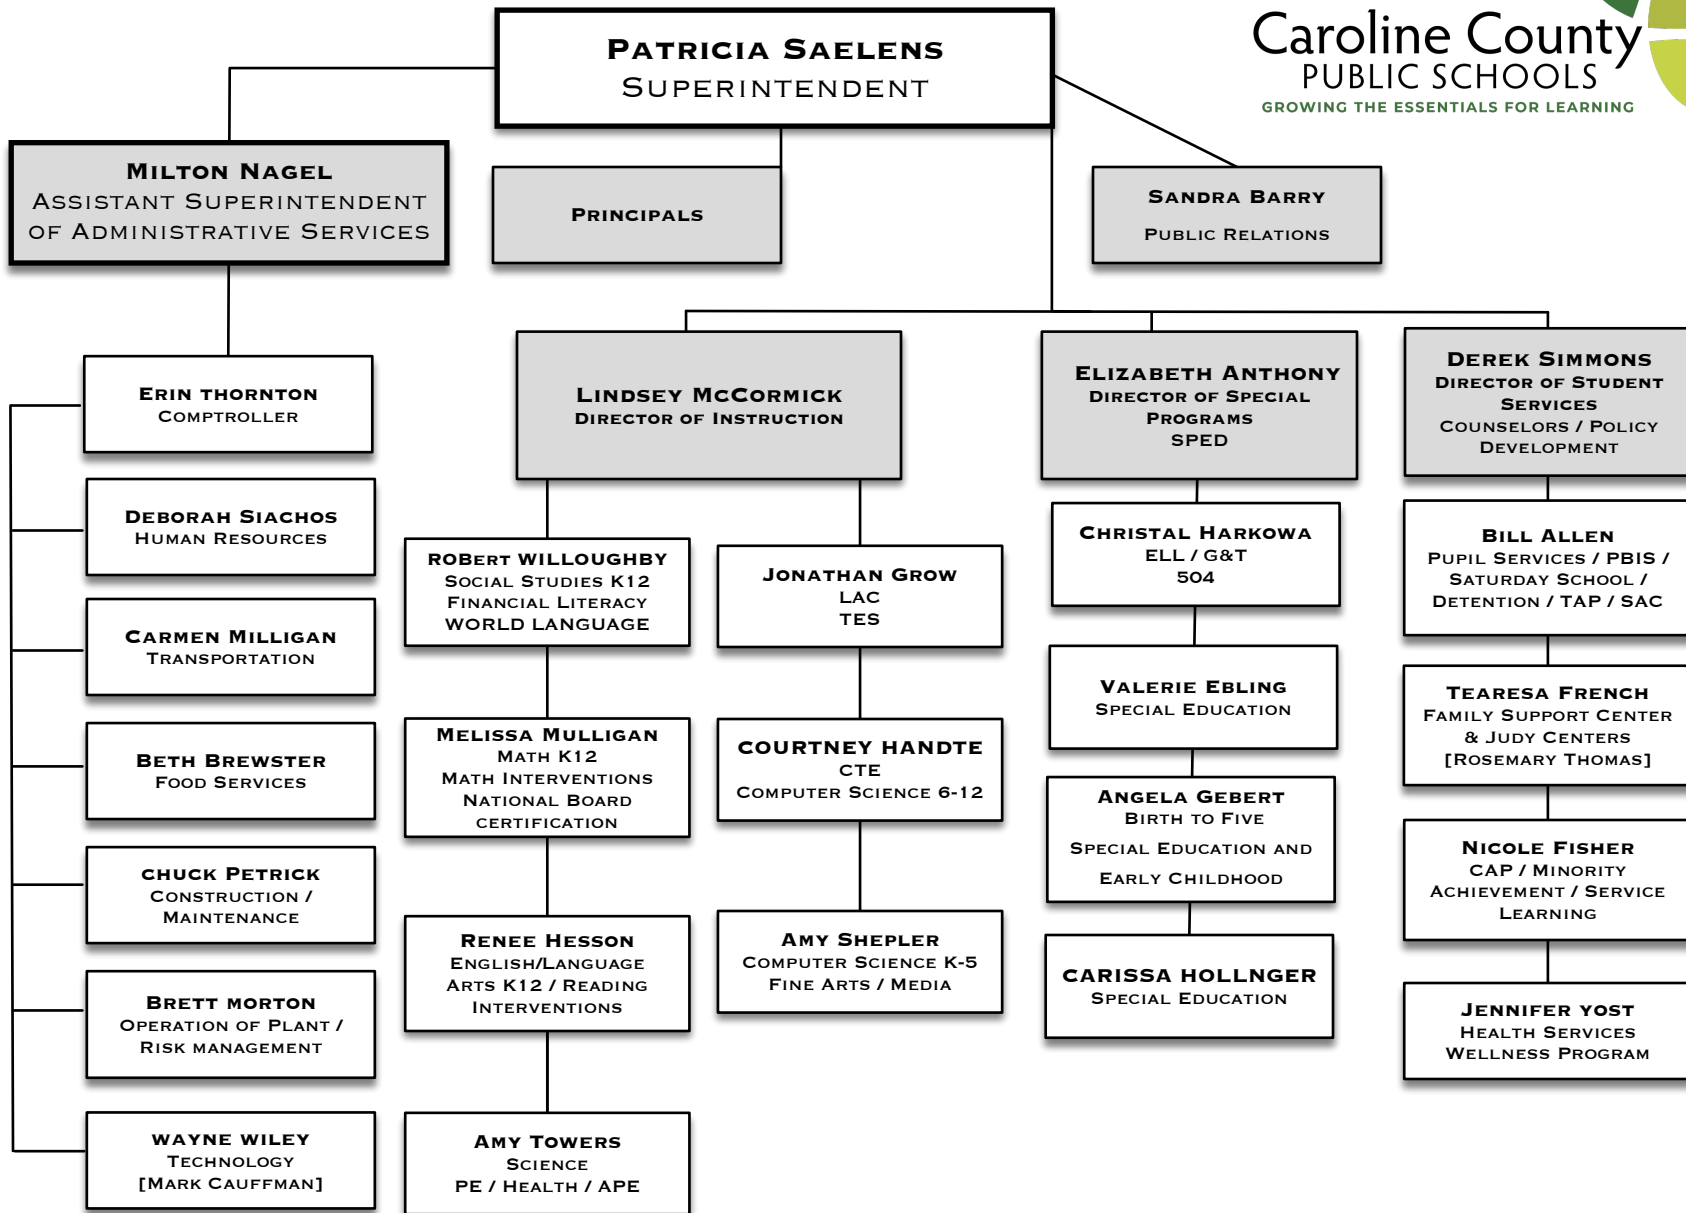 PATRICIA SAELENS
SUPERINTENDENT
Caroline County
PUBLIC SCHOOLS
GROWING THE ESSENTIALS FOR LEARNING
MILTON NAGEL
ASSISTANT SUPERINTENDENT
OF ADMINISTRATIVE SERVICES
PRINCIPALS
SANDRA BARRY
PUBLIC RELATIONS
ERIN THORNTON
COMPTROLLER
DEBORAH SIACHOS
HUMAN RESOURCES
CARMEN MILLIGAN
TRANSPORTATION
BETH BREWSTER
FOOD SERVICES
CHUCK PETRICK
CONSTRUCTION /
MAINTENANCE
BRETT MORTON
OPERATION OF PLANT /
RISK MANAGEMENT
WAYNE WILEY
TECHNOLOGY
[MARK CAUFFMAN]
LINDSEY MCCORMICK
DIRECTOR OF INSTRUCTION
ROBERT WILLOUGHBY
SOCIAL STUDIES K12
FINANCIAL LITERACY
WORLD LANGUAGE
MELISSA MULLIGAN
MATH K12
MATH INTERVENTIONS
NATIONAL BOARD
CERTIFICATION
RENEE HESSON
ENGLISH/LANGUAGE
ARTS K12 / READING
INTERVENTIONS
AMY TOWERS
SCIENCE
PE / HEALTH / APE
JONATHAN GROW
LAC
TES
COURTNEY HANDTE
CTE
COMPUTER SCIENCE 6-12
AMY SHEPLER
COMPUTER SCIENCE K-5
FINE ARTS / MEDIA
ELIZABETH ANTHONY
DIRECTOR OF SPECIAL
PROGRAMS
SPED
CHRISTAL HARKOWA
ELL / G&T
504
VALERIE EBLING
SPECIAL EDUCATION
ANGELA GEBERT
BIRTH TO FIVE
SPECIAL EDUCATION AND
EARLY CHILDHOOD
CARISSA HOLLNGER
SPECIAL EDUCATION
DEREK SIMMONS
DIRECTOR OF STUDENT
SERVICES
COUNSELORS / POLICY
DEVELOPMENT
BILL ALLEN
PUPIL SERVICES / PBIS /
SATURDAY SCHOOL /
DETENTION / TAP / SAC
TEARESA FRENCH
FAMILY SUPPORT CENTER
& JUDY CENTERS
[ROSEMARY THOMAS]
NICOLE FISHER
CAP / MINORITY
ACHIEVEMENT / SERVICE
LEARNING
JENNIFER YOST
HEALTH SERVICES
WELLNESS PROGRAM